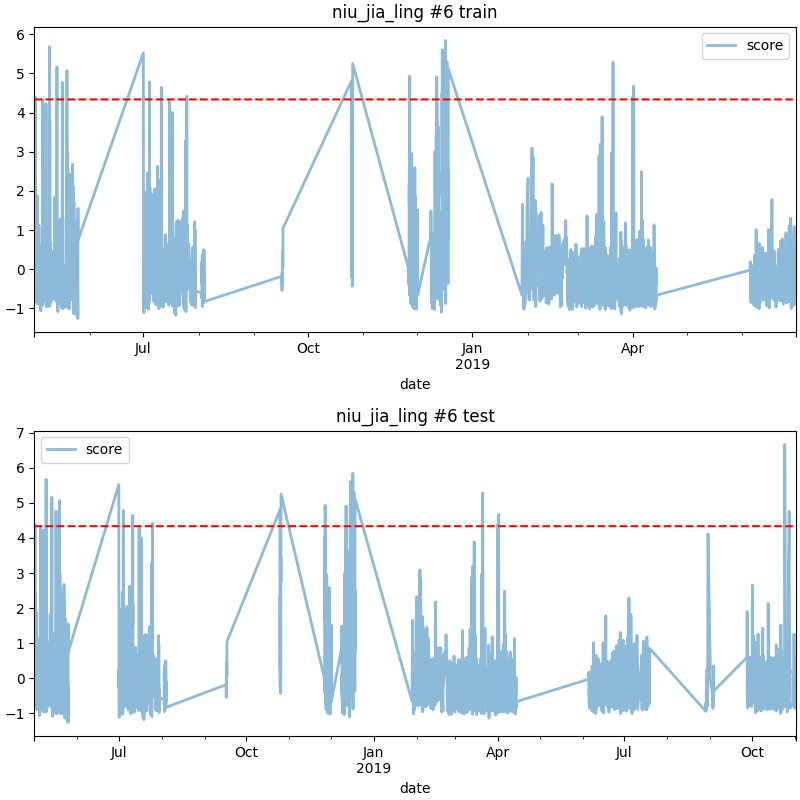 niu_jia_ling #6 train
score
6
5
4
3
2
1
0
−1
Jul Oct Jan Apr
2019
date
niu_jia_ling #6 test
score
7
6
5
4
3
2
1
0
−1
Jul Oct Jan Apr Jul Oct
2019
date